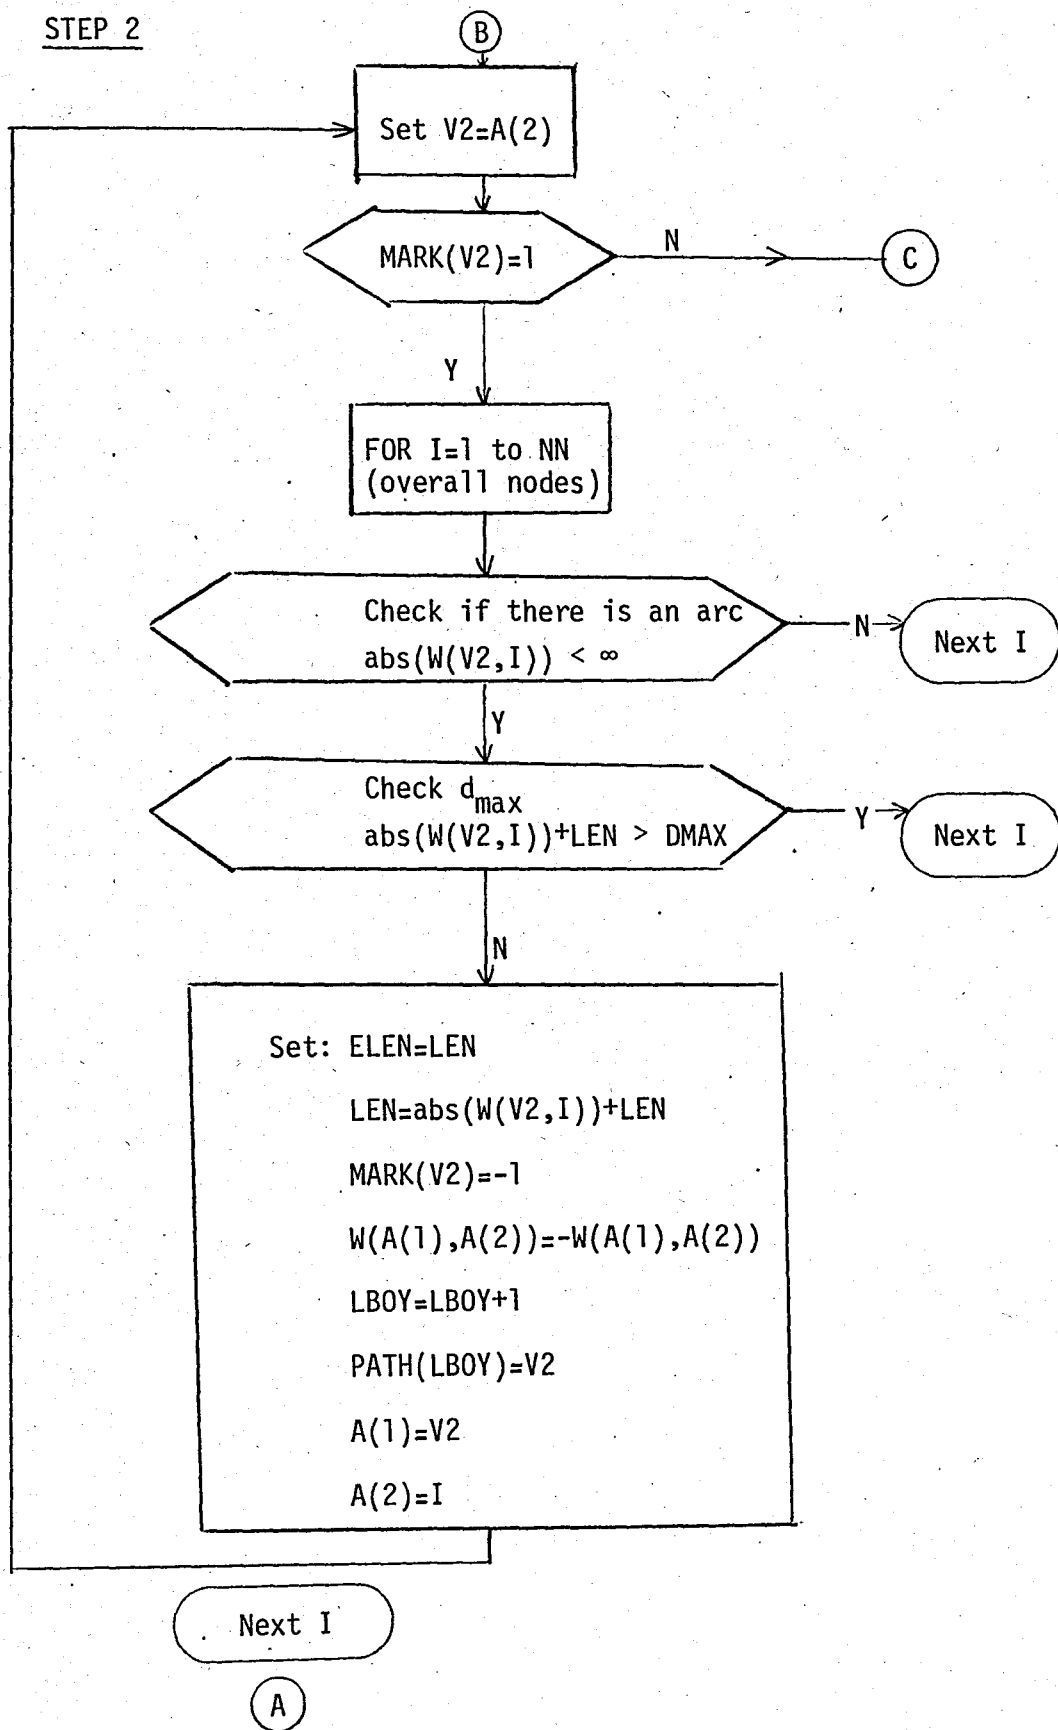 STEP 2
B
Set V2=A(2)
MARK(V2)=1
N
C
Y
FOR I=1 to NN
(overall nodes)
Check if there is an arc
abs(W(V2,I)) < ∞
N
Next I
Y
Check dmax
abs(W(V2,I))+LEN > DMAX
Y
Next I
N
Set: ELEN=LEN
LEN=abs(W(V2,I))+LEN
MARK(V2)=-1
W(A(1),A(2))=-W(A(1),A(2))
LBOY=LBOY+1
PATH(LBOY)=V2
A(1)=V2
A(2)=I
Next I
A